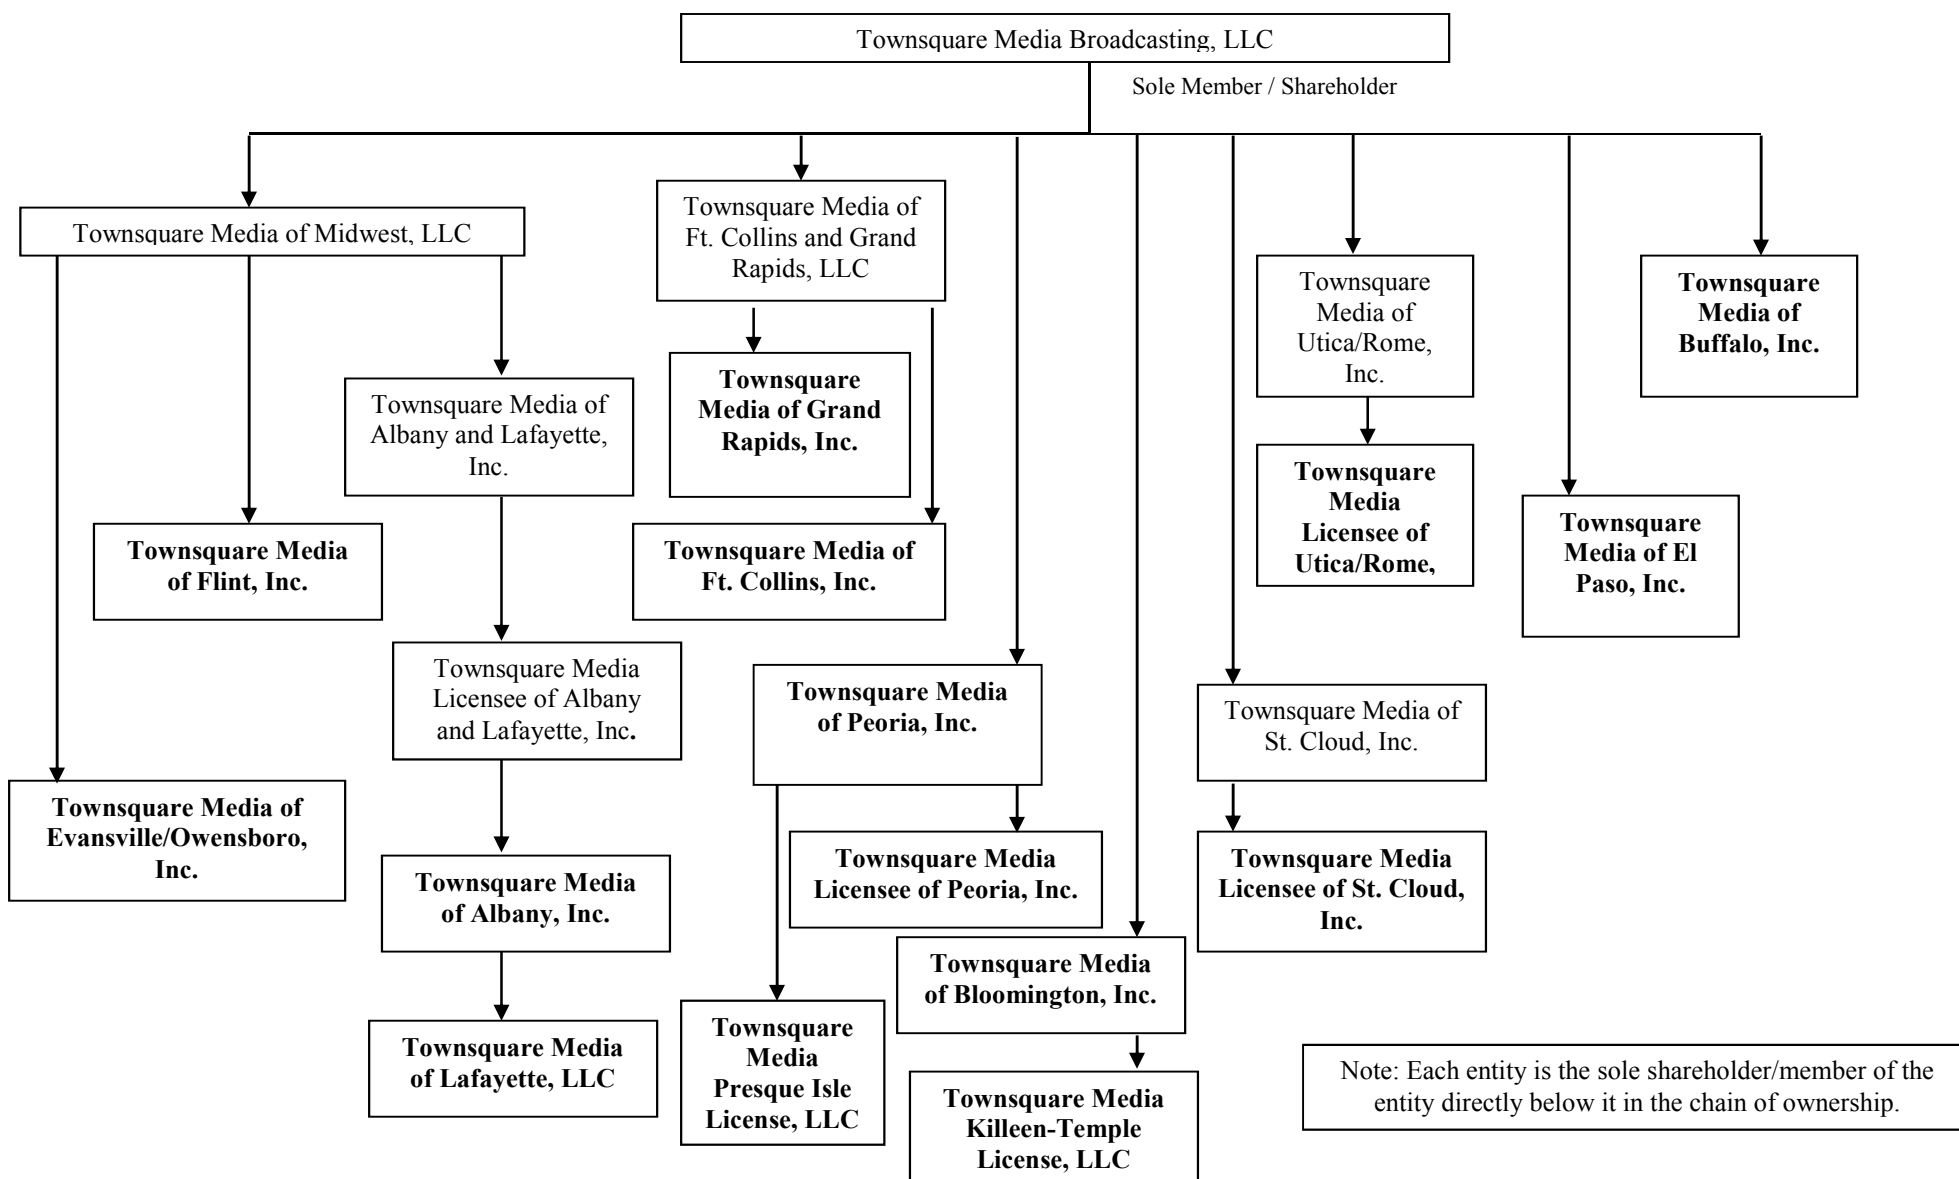 Townsquare Media Broadcasting, LLC
Sole Member / Shareholder
Townsquare Media of Midwest, LLC
Townsquare Media of
Ft. Collins and Grand
Rapids, LLC
Townsquare
Media of
Utica/Rome,
Inc.
Townsquare
Media of
Buffalo, Inc.
Townsquare Media of
Albany and Lafayette,
Inc.
Townsquare
Media of Grand
Rapids, Inc.
Townsquare
Media
Licensee of
Utica/Rome,
Townsquare
Media of El
Paso, Inc.
Townsquare Media
of Flint, Inc.
Townsquare Media of
Ft. Collins, Inc.
Townsquare Media
Licensee of Albany
and Lafayette, Inc.
Townsquare Media
of Peoria, Inc.
Townsquare Media of
St. Cloud, Inc.
Townsquare Media of
Evansville/Owensboro,
Inc.
Townsquare Media
of Albany, Inc.
Townsquare Media
Licensee of Peoria, Inc.
Townsquare Media
Licensee of St. Cloud,
Inc.
Townsquare Media
of Bloomington, Inc.
Townsquare Media
of Lafayette, LLC
Townsquare
Media
Presque Isle
License, LLC
Townsquare Media
Killeen-Temple
License, LLC
Note: Each entity is the sole shareholder/member of the
entity directly below it in the chain of ownership.